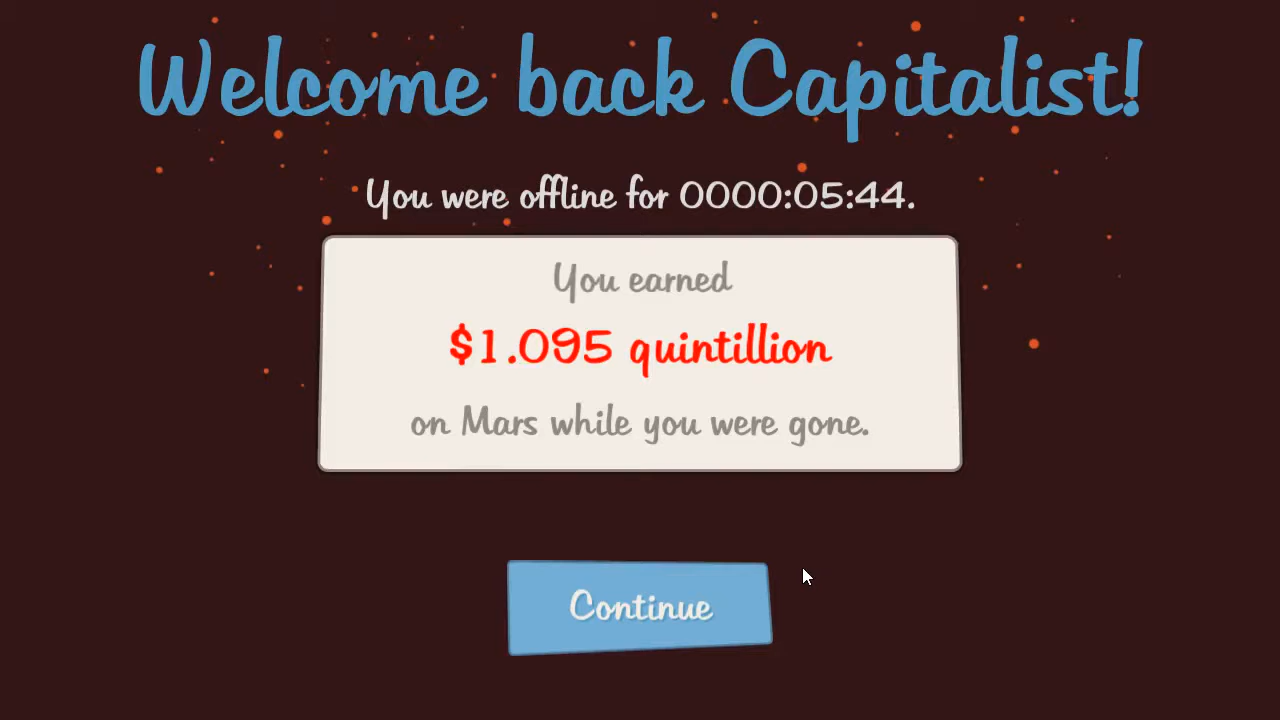 Welcome back Capitalist!
You were offline for 0000:05:44.
You earned
$1.095 quintillion
on Mars while you were gone.
Continue